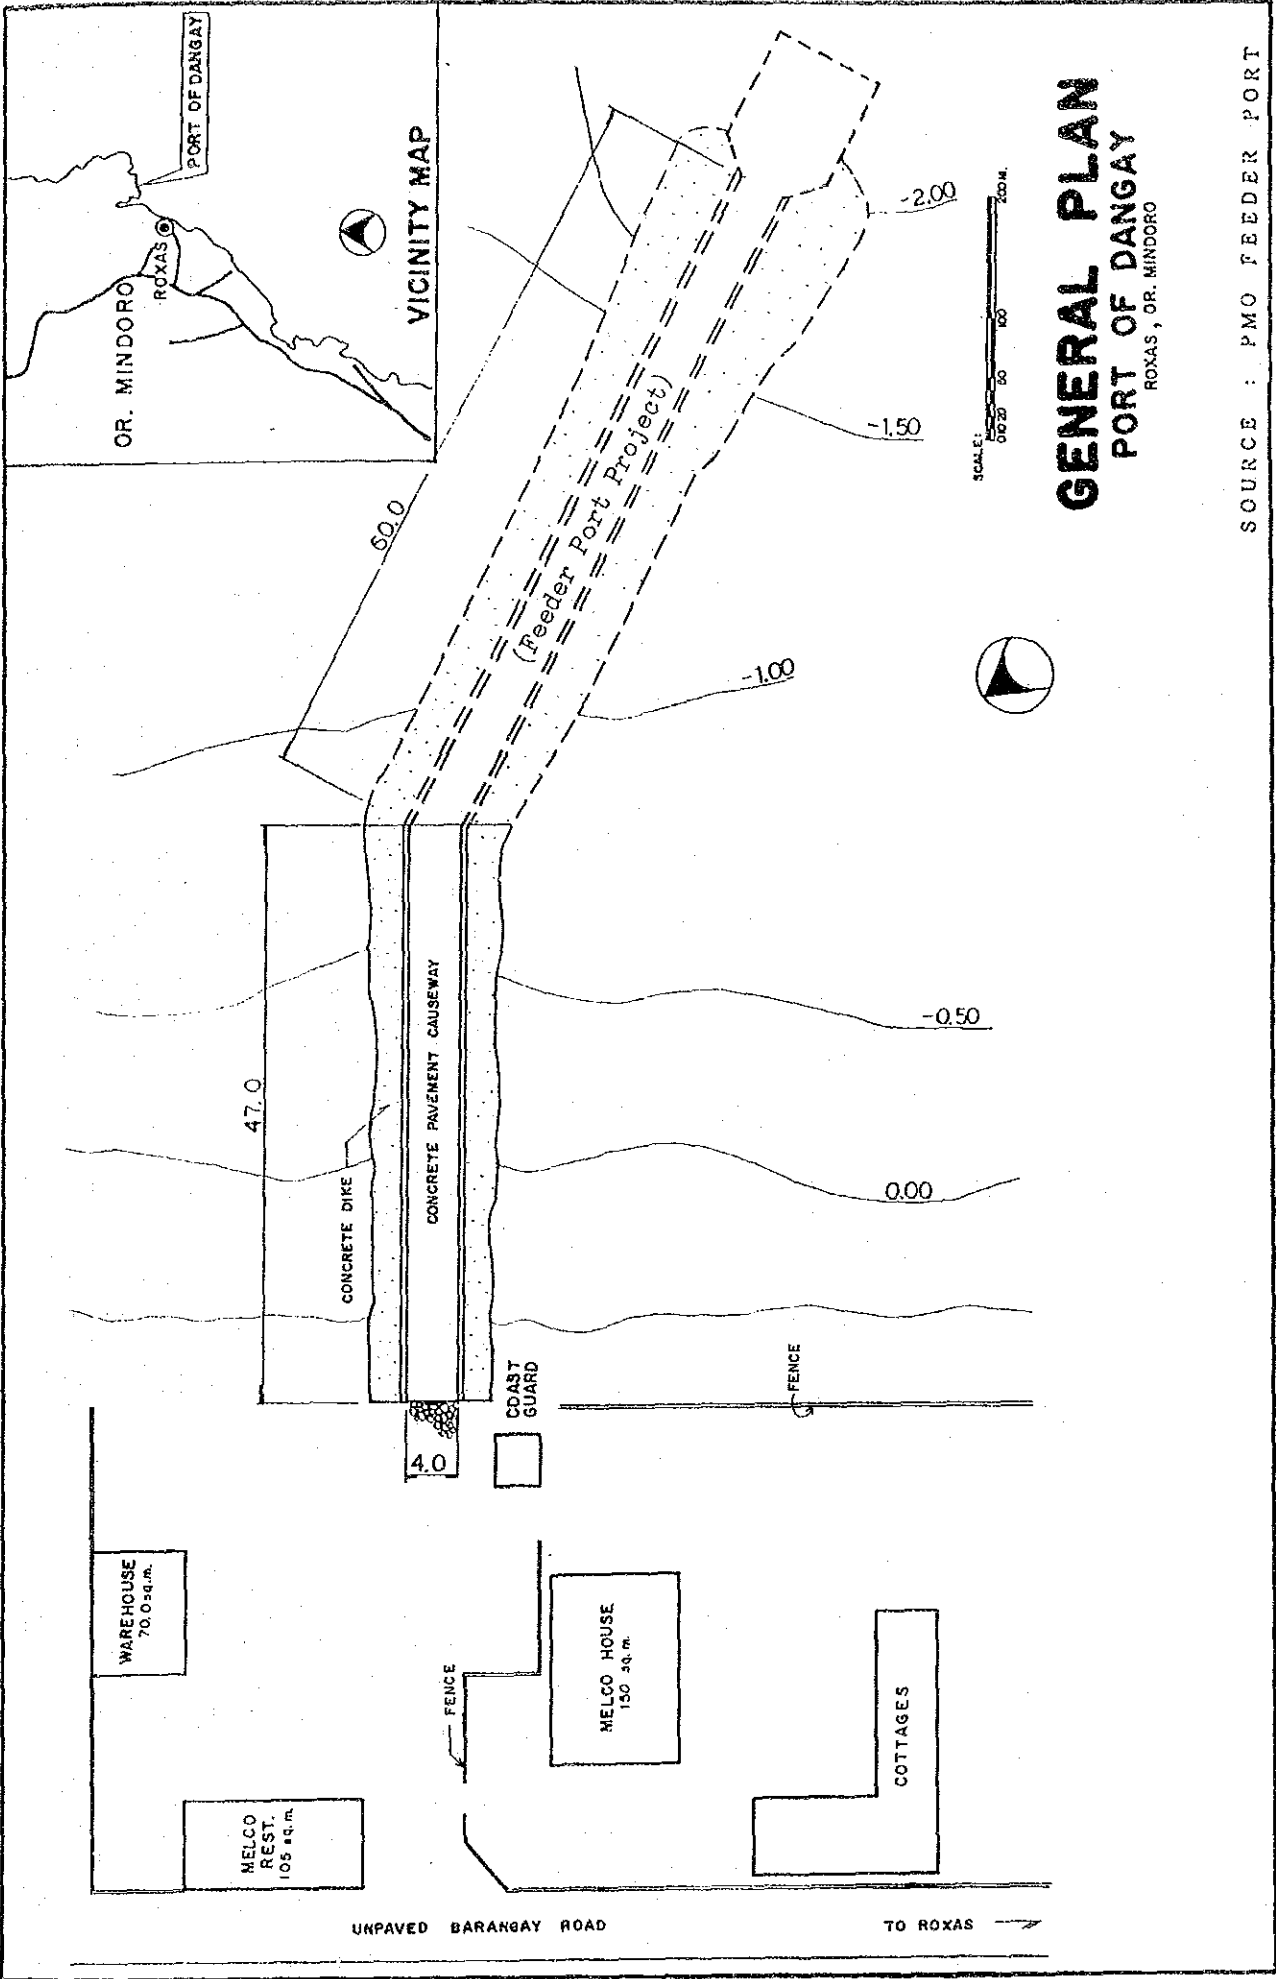 PORT OF DANGAY
OR. MINDORO
ROXAS
VICINITY MAP
60.0
(Feeder Port Project)
-2.00
-1.50
-1.00
-0.50
0.00
47.0
CONCRETE DIKE
CONCRETE PAVEMENT CAUSEWAY
4.0
COAST
GUARD
FENCE
WAREHOUSE
70.0 sq.m.
FENCE
MELCO HOUSE
150 sq.m.
MELCO
REST.
105 sq.m.
COTTAGES
UNPAVED BARANGAY ROAD
TO ROXAS
SCALE:
0 10 20 50 100 200 M.
GENERAL PLAN
PORT OF DANGAY
ROXAS, OR. MINDORO
SOURCE : PMO FEEDER PORT